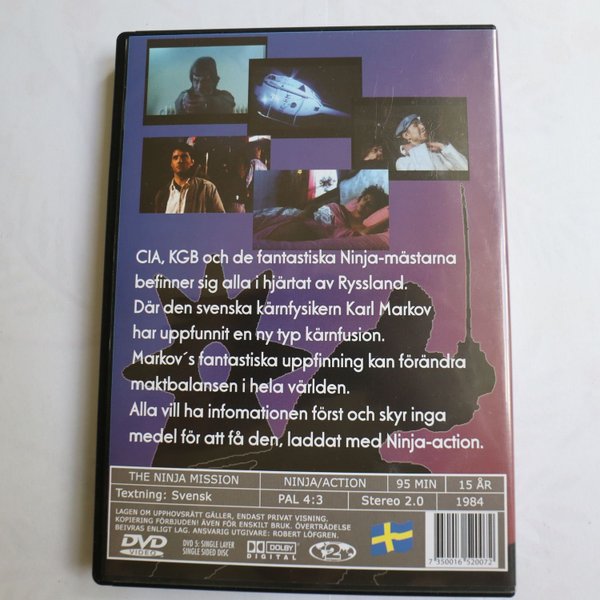 CIA, KGB och de fantastiska Ninja-mästarna
befinner sig alla i hjärtat av Ryssland.
Där den svenska kärnfysikern Karl Markov
har uppfunnit en ny typ kärnfusion.
Markov´s fantastiska uppfinning kan förändra
maktbalansen i hela världen.
Alla vill ha infomationen först och skyr inga
medel för att få den, laddat med Ninja-action.
THE NINJA MISSION NINJA/ACTION 95 MIN 15 ÅR
Textning: Svensk PAL 4:3 Stereo 2.0 1984
LAGEN OM UPPHOVSRÄTT GÄLLER, ENDAST PRIVAT VISNING.
KOPIERING FÖRBJUDEN! ÄVEN FÖR ENSKILT BRUK. ÖVERTRÄDELSE
BEIVRAS ENLIGT LAG. ANSVARIG UTGIVARE: ROBERT LÖFGREN.
DVD VIDEO
DVD 5: SINGLE LAYER
SINGLE SIDED DISC
DOLBY DIGITAL
2
7 350016 520072